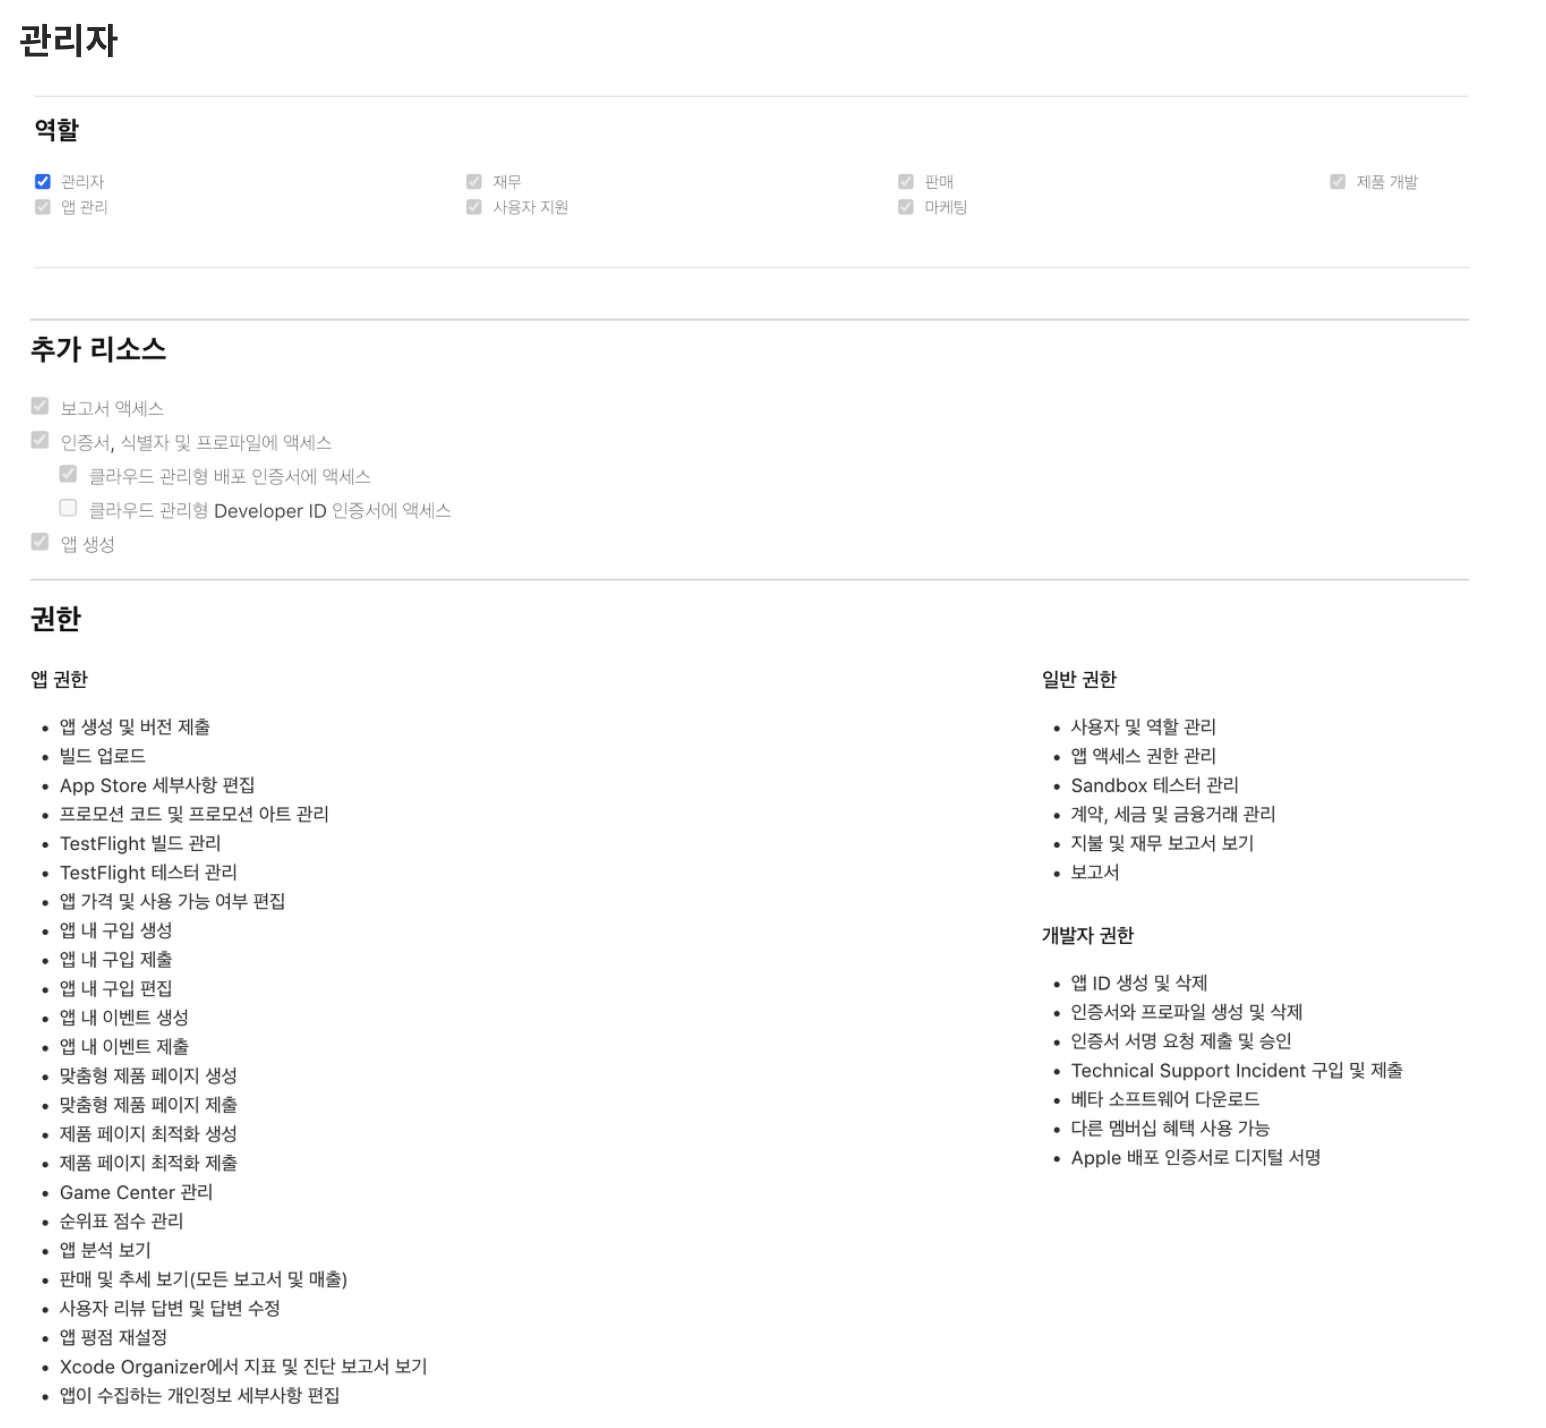 관리자
역할
관리자
재무
판매
제품 개발
앱 관리
사용자 지원
마케팅
추가 리소스
보고서 액세스
인증서, 식별자 및 프로파일에 액세스
클라우드 관리형 배포 인증서에 액세스
클라우드 관리형 Developer ID 인증서에 액세스
앱 생성
권한
앱 권한
• 앱 생성 및 버전 제출
• 빌드 업로드
• App Store 세부사항 편집
• 프로모션 코드 및 프로모션 아트 관리
• TestFlight 빌드 관리
• TestFlight 테스터 관리
• 앱 가격 및 사용 가능 여부 편집
• 앱 내 구입 생성
• 앱 내 구입 제출
• 앱 내 구입 편집
• 앱 내 이벤트 생성
• 앱 내 이벤트 제출
• 맞춤형 제품 페이지 생성
• 맞춤형 제품 페이지 제출
• 제품 페이지 최적화 생성
• 제품 페이지 최적화 제출
• Game Center 관리
• 순위표 점수 관리
• 앱 분석 보기
• 판매 및 추세 보기(모든 보고서 및 매출)
• 사용자 리뷰 답변 및 답변 수정
• 앱 평점 재설정
• Xcode Organizer에서 지표 및 진단 보고서 보기
• 앱이 수집하는 개인정보 세부사항 편집
일반 권한
• 사용자 및 역할 관리
• 앱 액세스 권한 관리
• Sandbox 테스터 관리
• 계약, 세금 및 금융거래 관리
• 지불 및 재무 보고서 보기
• 보고서
개발자 권한
• 앱 ID 생성 및 삭제
• 인증서와 프로파일 생성 및 삭제
• 인증서 서명 요청 제출 및 승인
• Technical Support Incident 구입 및 제출
• 베타 소프트웨어 다운로드
• 다른 멤버십 혜택 사용 가능
• Apple 배포 인증서로 디지털 서명